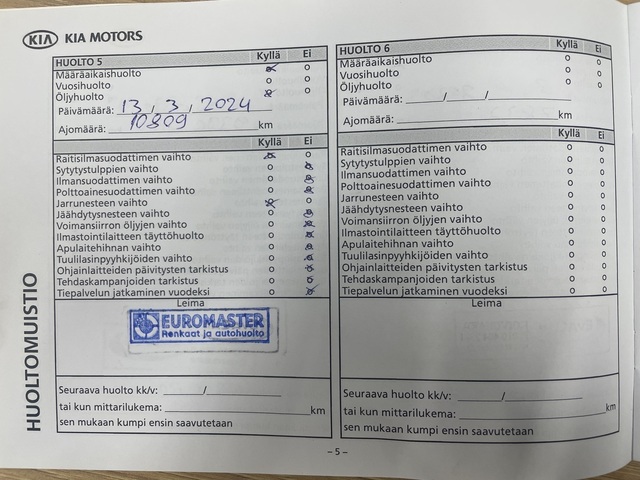 KIA KIA MOTORS
HUOLTO 5 Kyllä Ei
Määräaikaishuolto
Vuosihuolto
Öljyhuolto
Päivämäärä: 13, 3, 2024
Ajomäärä: 10809 km
Kyllä Ei
Raitisilmasuodattimen vaihto
Sytytystulppien vaihto
Ilmansuodattimen vaihto
Polttoainesuodattimen vaihto
Jarrunesteen vaihto
Jäähdytysnesteen vaihto
Voimansiirron öljyjen vaihto
Ilmastointilaitteen täyttöhuolto
Apulaitehihnan vaihto
Tuulilasinpyyhkijöiden vaihto
Ohjainlaitteiden päivitysten tarkistus
Tehdaskampanjoiden tarkistus
Tiepalvelun jatkaminen vuodeksi
Leima
EUROMASTER
Renkaat ja autohuolto
Seuraava huolto kk/v: /
tai kun mittarilukema: km
sen mukaan kumpi ensin saavutetaan
HUOLTO 6 Kyllä Ei
Määräaikaishuolto
Vuosihuolto
Öljyhuolto
Päivämäärä: / /
Ajomäärä: km
Kyllä Ei
Raitisilmasuodattimen vaihto
Sytytystulppien vaihto
Ilmansuodattimen vaihto
Polttoainesuodattimen vaihto
Jarrunesteen vaihto
Jäähdytysnesteen vaihto
Voimansiirron öljyjen vaihto
Ilmastointilaitteen täyttöhuolto
Apulaitehihnan vaihto
Tuulilasinpyyhkijöiden vaihto
Ohjainlaitteiden päivitysten tarkistus
Tehdaskampanjoiden tarkistus
Tiepalvelun jatkaminen vuodeksi
Leima
Seuraava huolto kk/v: /
tai kun mittarilukema: km
sen mukaan kumpi ensin saavutetaan
HUOLTOMUISTIO
– 5 –